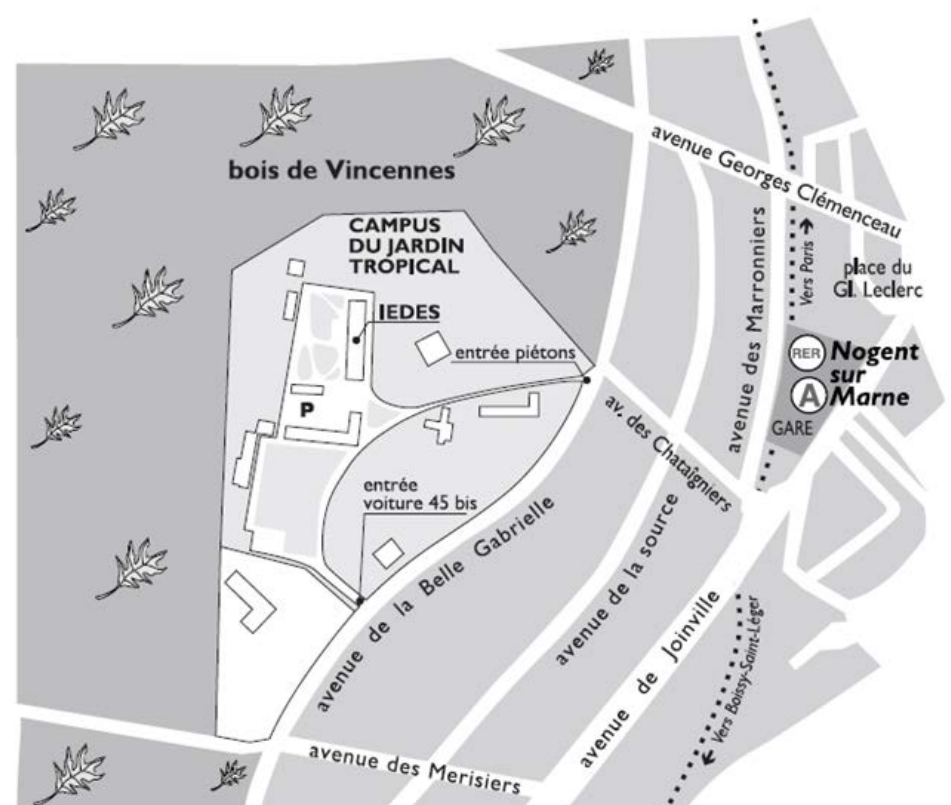 avenue Georges Clémenceau
bois de Vincennes
CAMPUS
DU JARDIN
TROPICAL
IEDES
entrée piétons
P
entrée
voiture 45 bis
avenue des Marronniers
Vers Paris
place du
Gl. Leclerc
RER
A
Nogent
sur
Marne
GARE
av. des Chataîgniers
avenue de la Belle Gabrielle
avenue de la source
avenue de Joinville
Vers Boissy-Saint-Léger
avenue des Merisiers